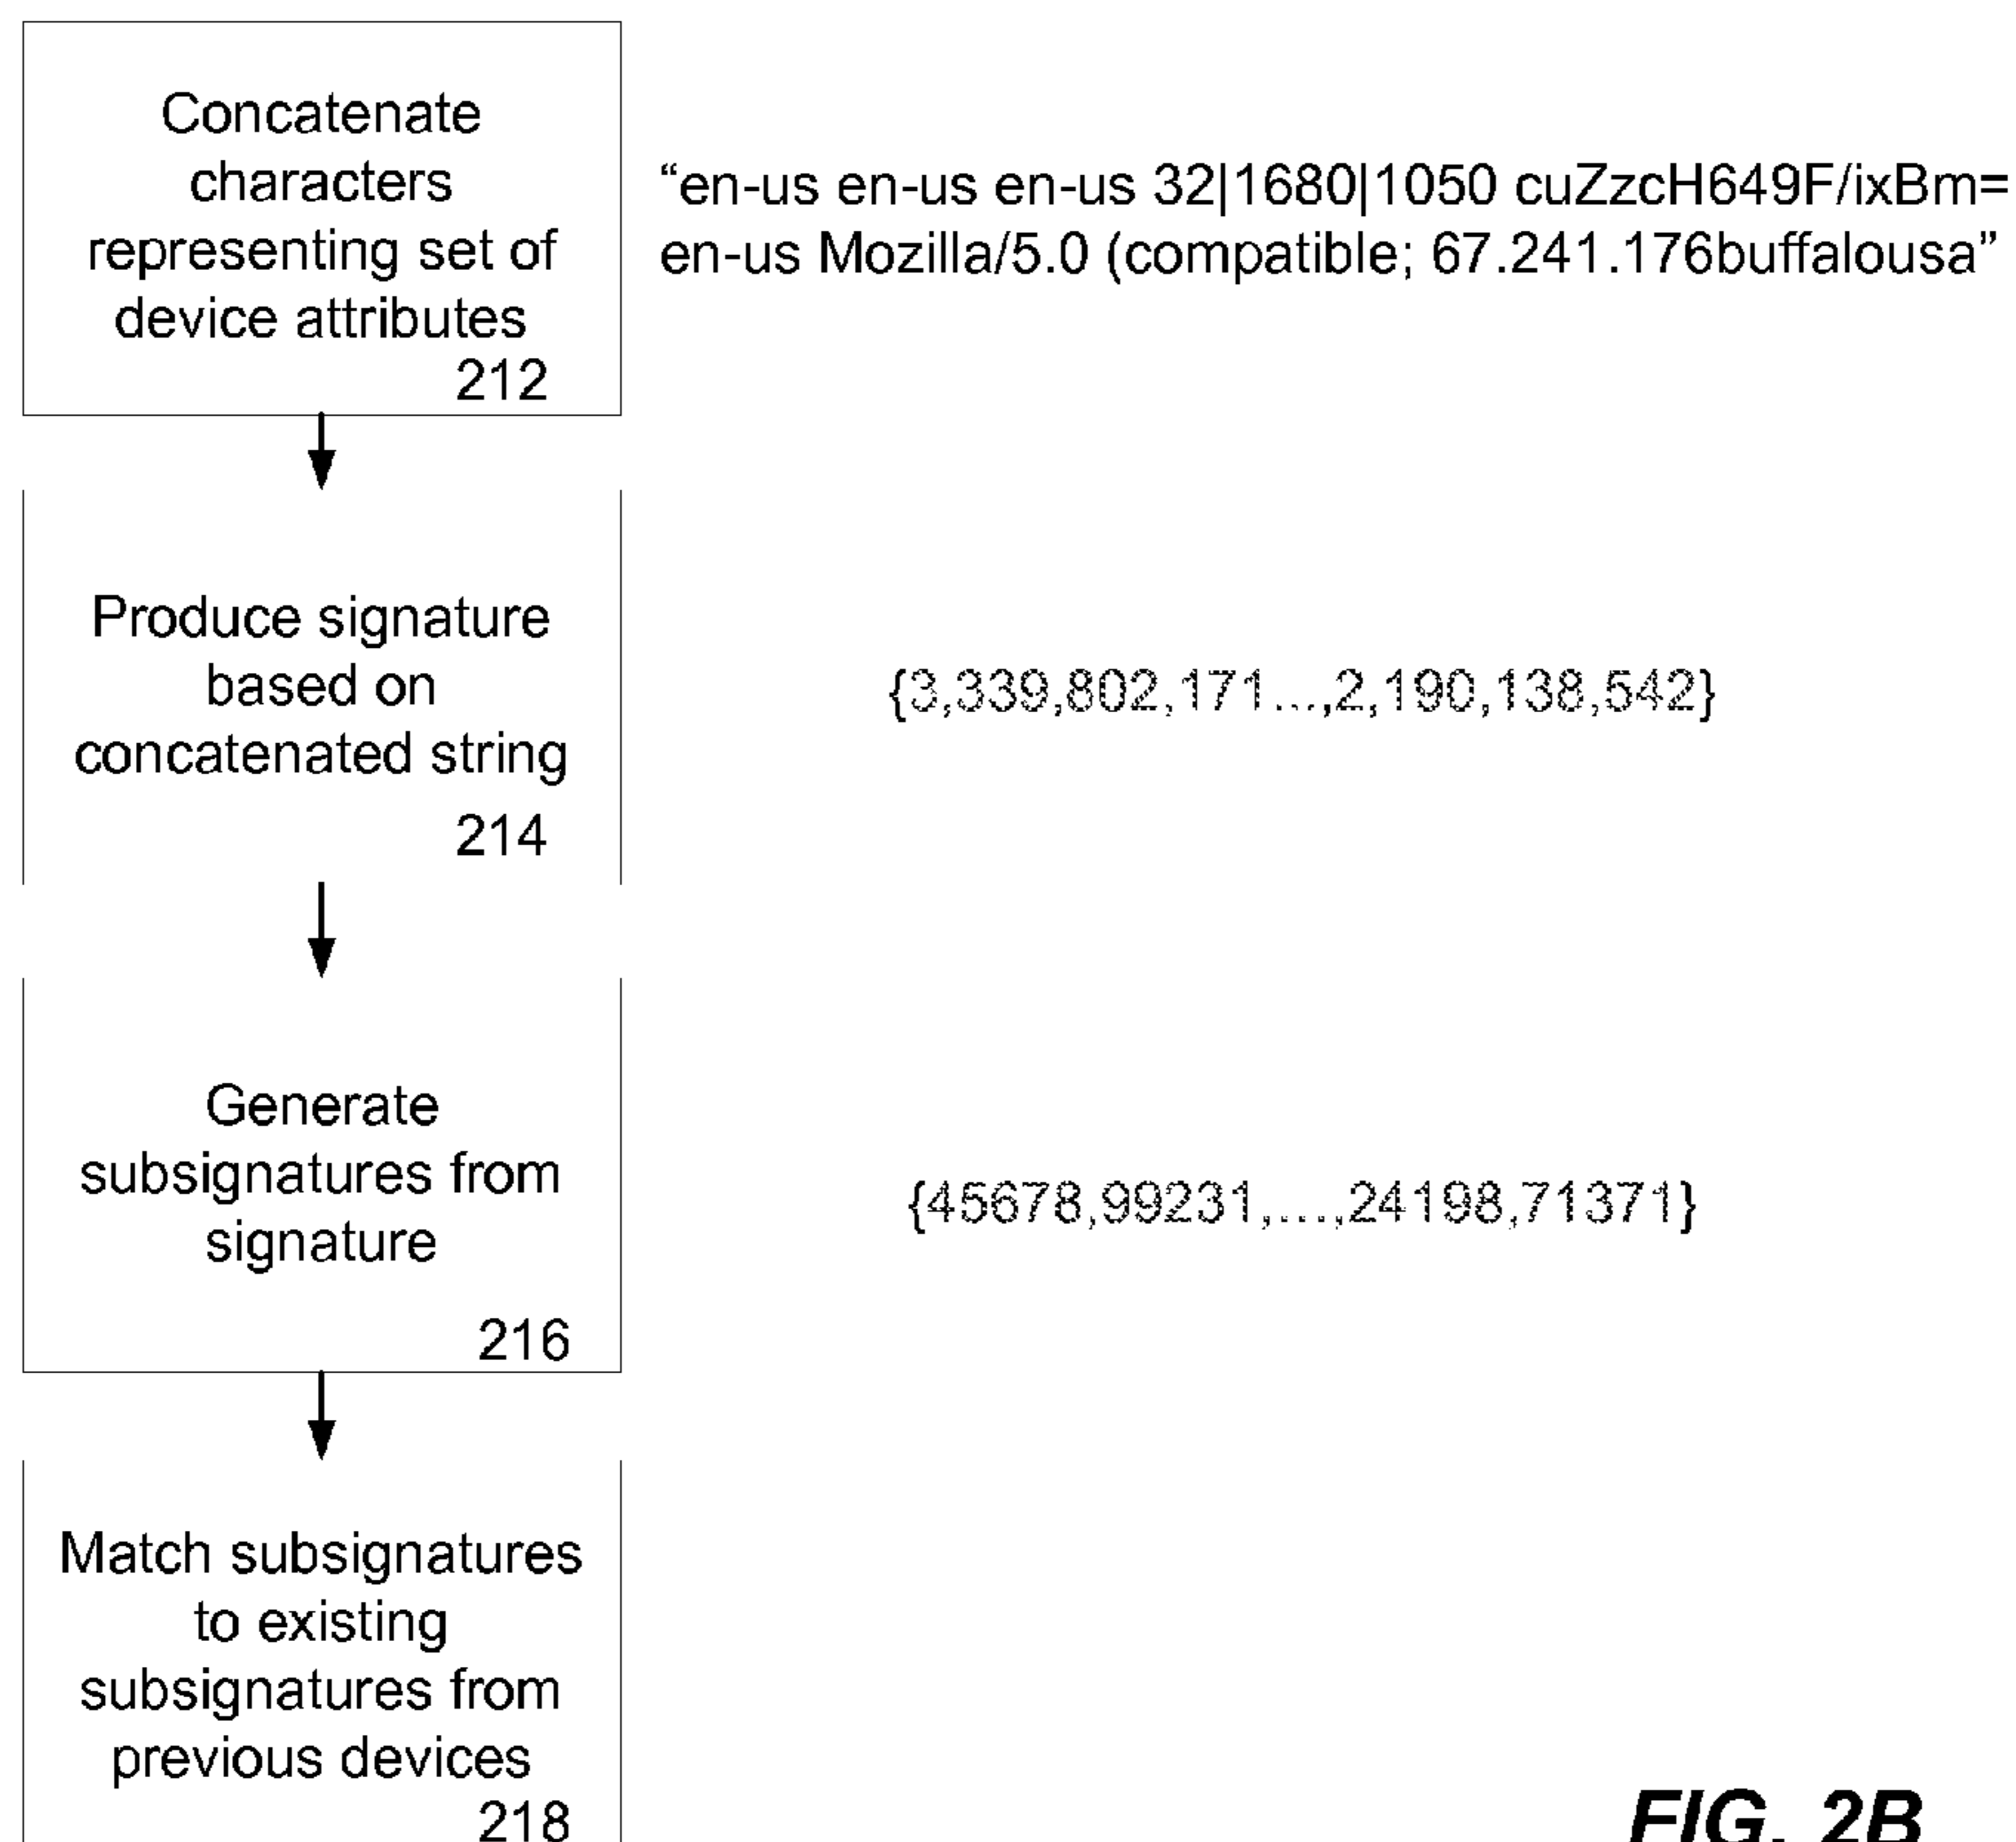 Concatenate
characters
representing set of
device attributes
212
“en-us en-us en-us 32|1680|1050 cuZzcH649F/ixBm=
en-us Mozilla/5.0 (compatible; 67.241.176buffalousa”
Produce signature
based on
concatenated string
214
{3,339,802,171...,2,190,138,542}
Generate
subsignatures from
signature
216
{45678,99231,...,24198,71371}
Match subsignatures
to existing
subsignatures from
previous devices
218
FIG. 2B